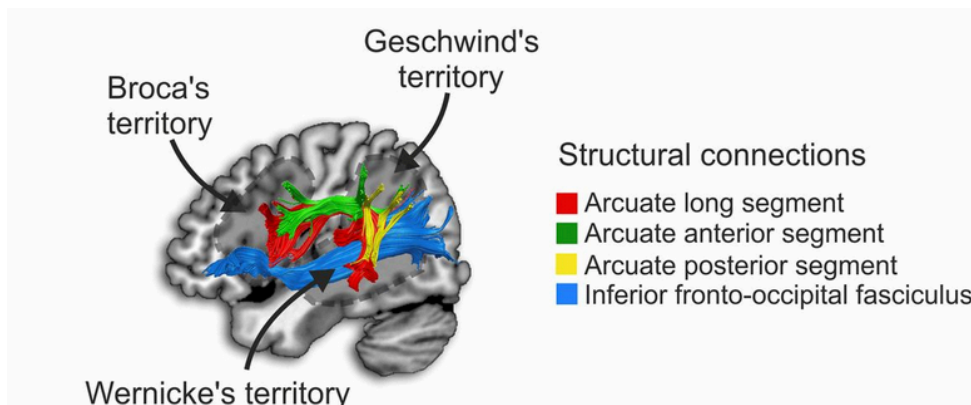 Geschwind's
territory
Broca's
territory
Wernicke's territory
Structural connections
Arcuate long segment
Arcuate anterior segment
Arcuate posterior segment
Inferior fronto-occipital fasciculus